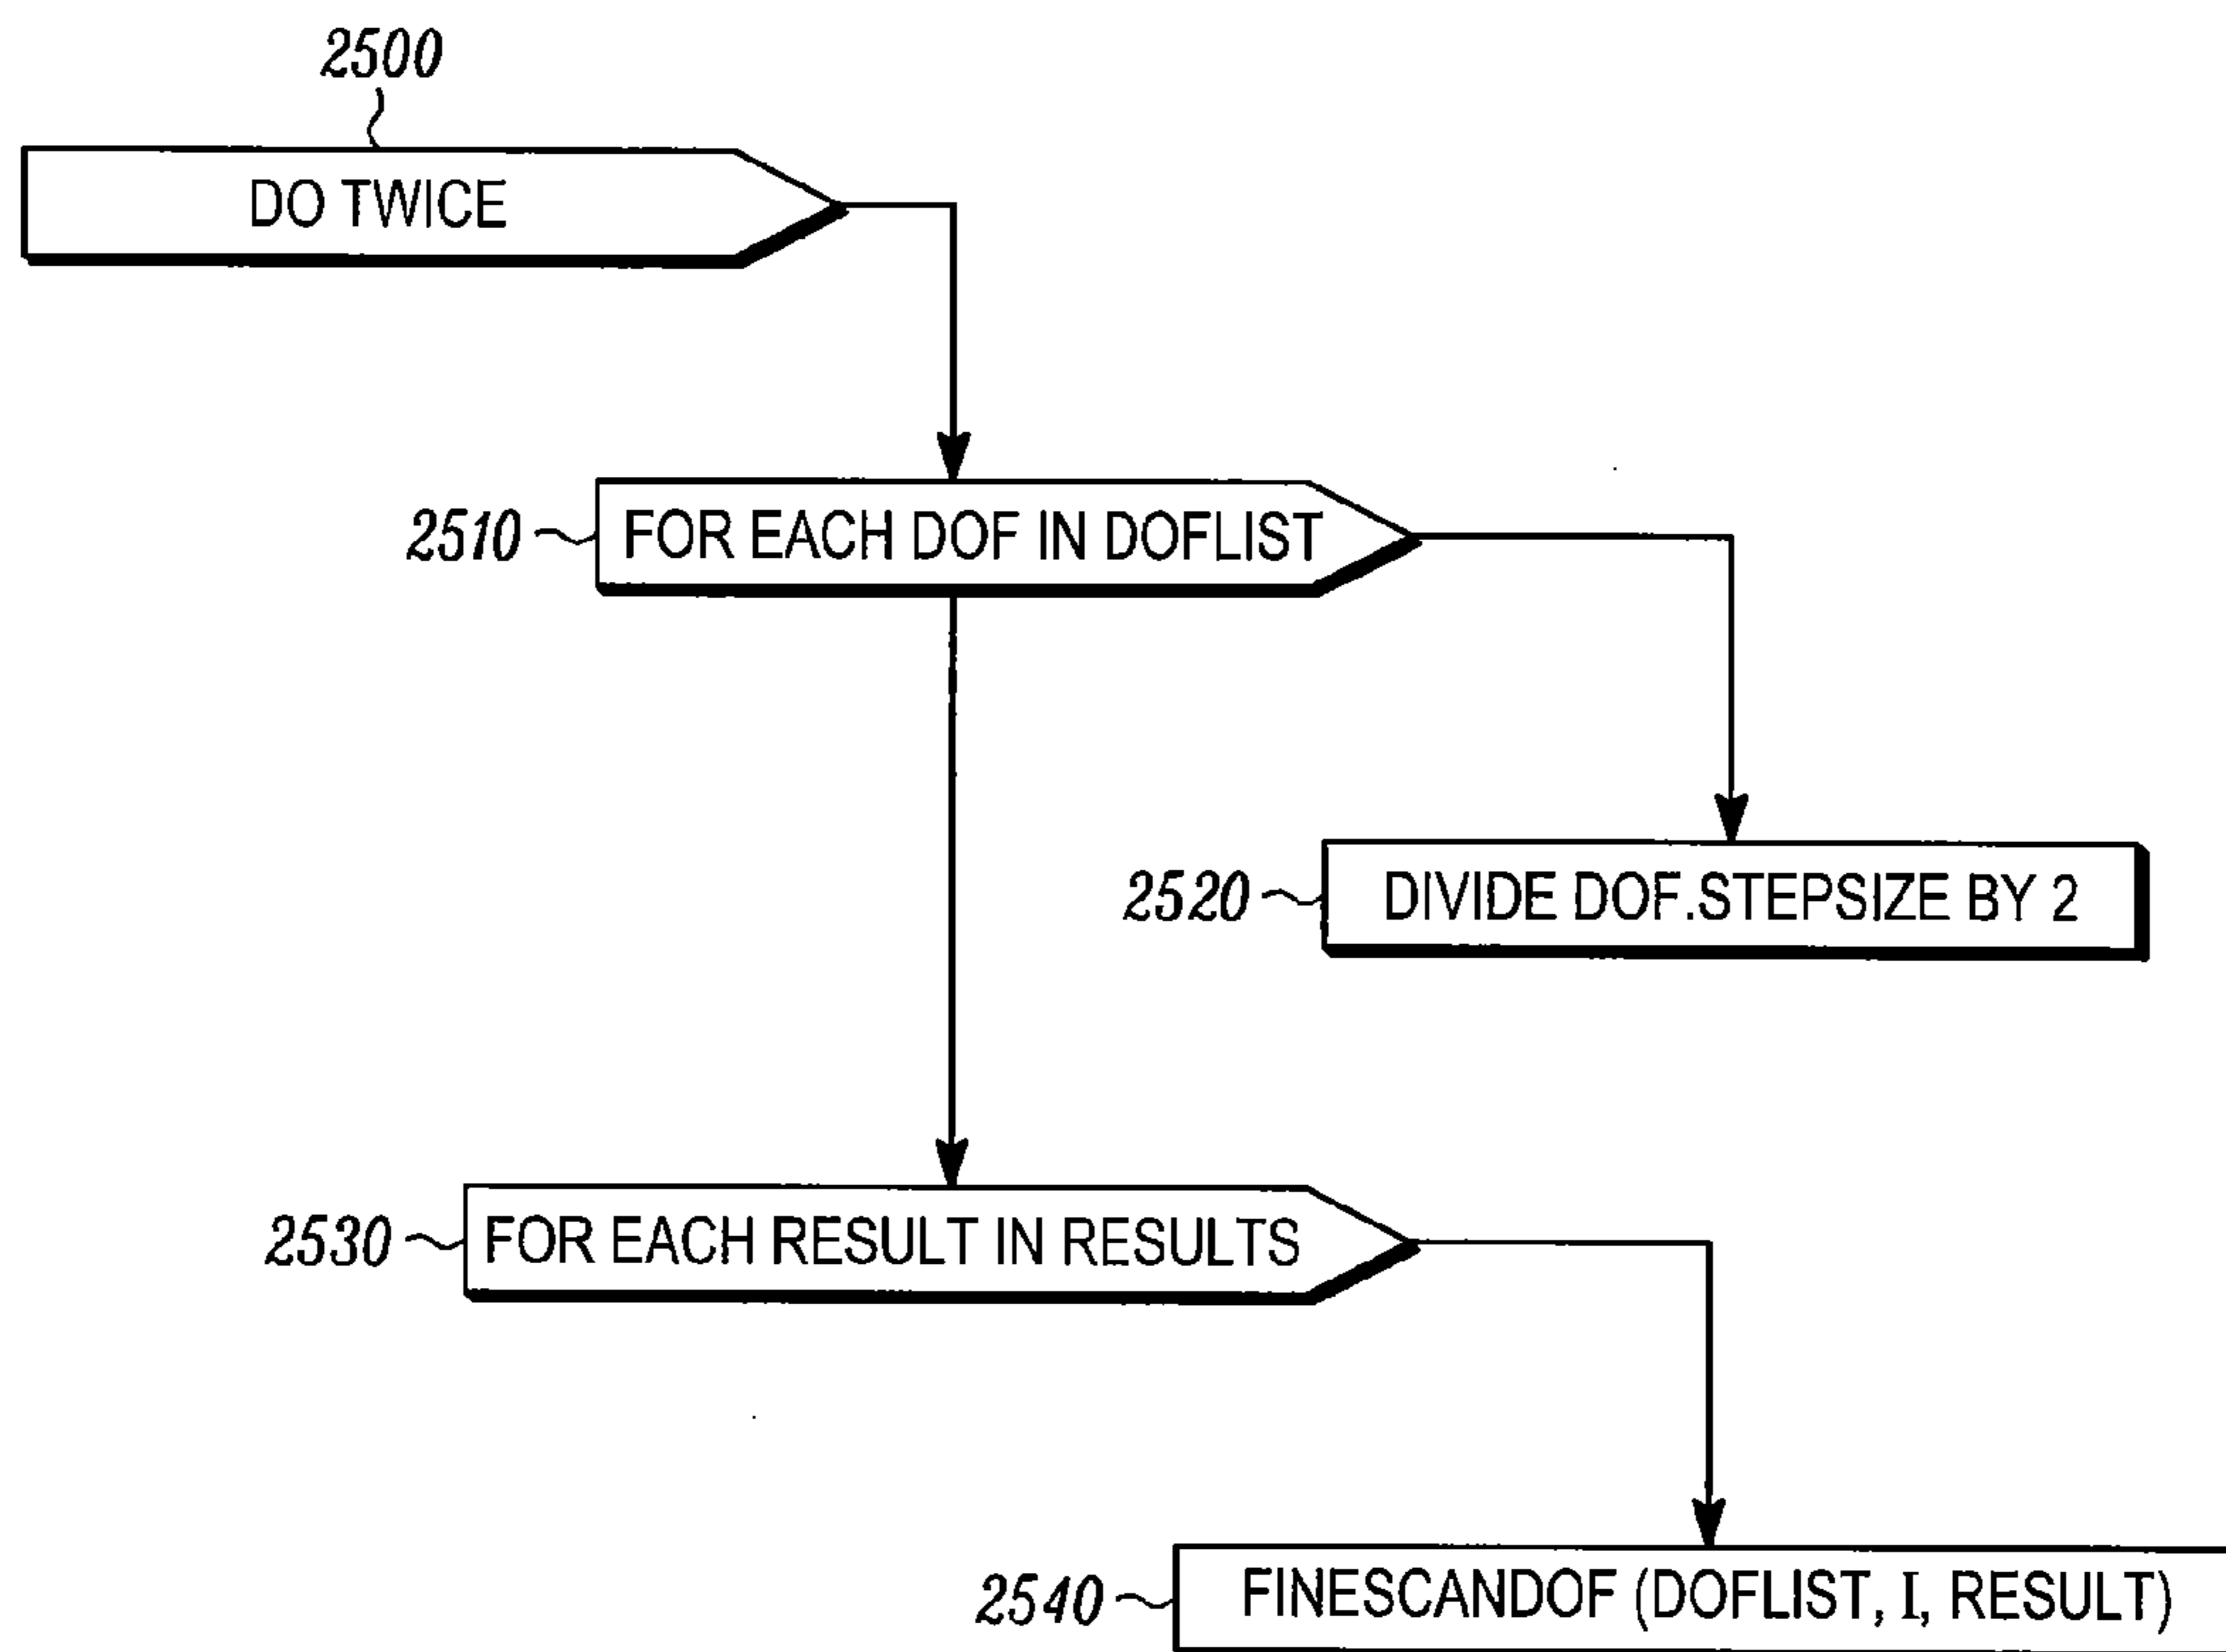 2500
DO TWICE
2510
FOR EACH DOF IN DOFLIST
2520
DIVIDE DOF.STEPSIZE BY 2
2530
FOR EACH RESULT IN RESULTS
2540
FINESCANDOF (DOFLIST, I, RESULT)